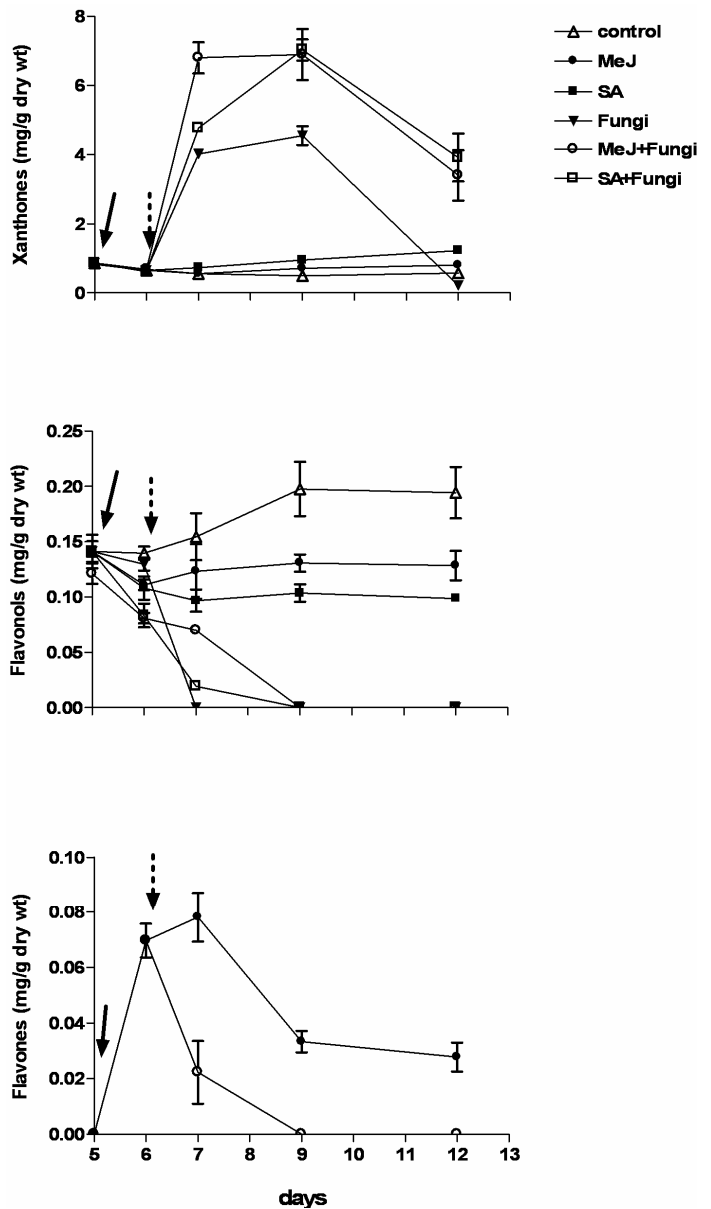 8
6
4
2
0
Xanthones (mg/g dry wt)
control
MeJ
SA
Fungi
MeJ+Fungi
SA+Fungi
0.25
0.20
0.15
0.10
0.05
0.00
Flavonols (mg/g dry wt)
0.10
0.08
0.06
0.04
0.02
0.00
Flavones (mg/g dry wt)
5 6 7 8 9 10 11 12 13
days